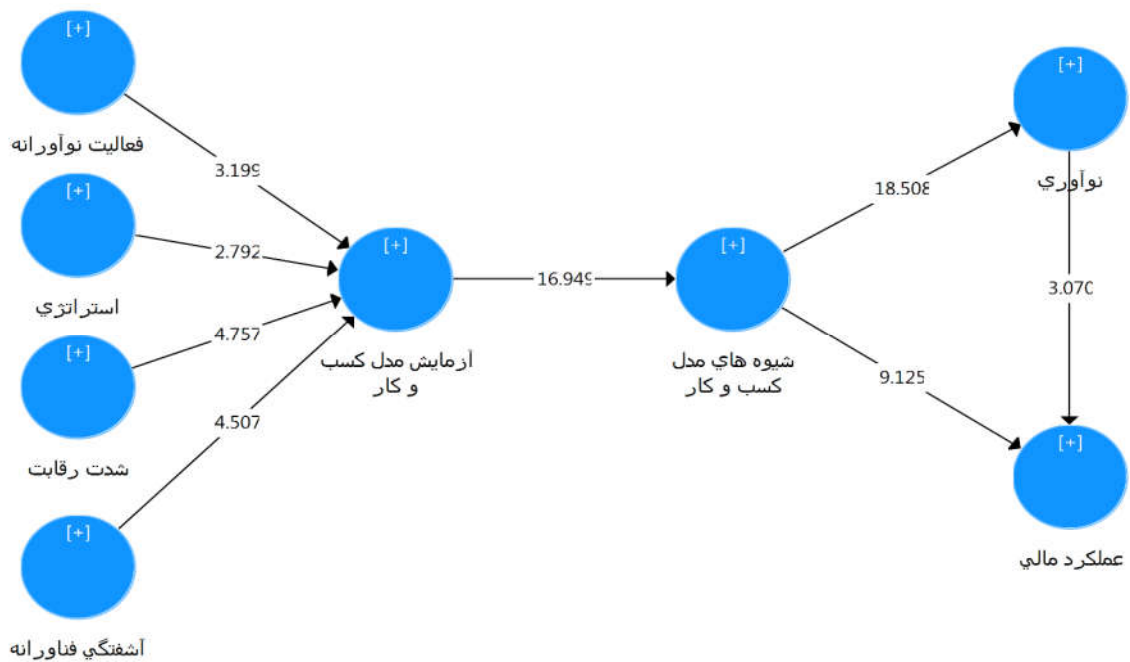 [+]
فعاليت نوآورانه
[+]
استراتژي
[+]
شدت رقابت
[+]
آشفتگي فناورانه
3.199
2.792
4.757
4.507
[+]
آزمايش مدل كسب
و كار
16.949
[+]
شيوه هاي مدل
كسب و كار
18.508
9.125
[+]
نوآوري
3.070
[+]
عملكرد مالي